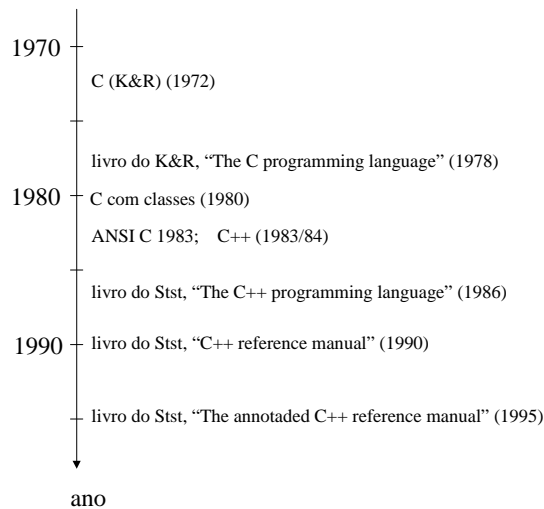 1970
C (K&R) (1972)
livro do K&R, “The C programming language” (1978)
1980
C com classes (1980)
ANSI C 1983; C++ (1983/84)
livro do Stst, “The C++ programming language” (1986)
1990
livro do Stst, “C++ reference manual” (1990)
livro do Stst, “The annotaded C++ reference manual” (1995)
ano